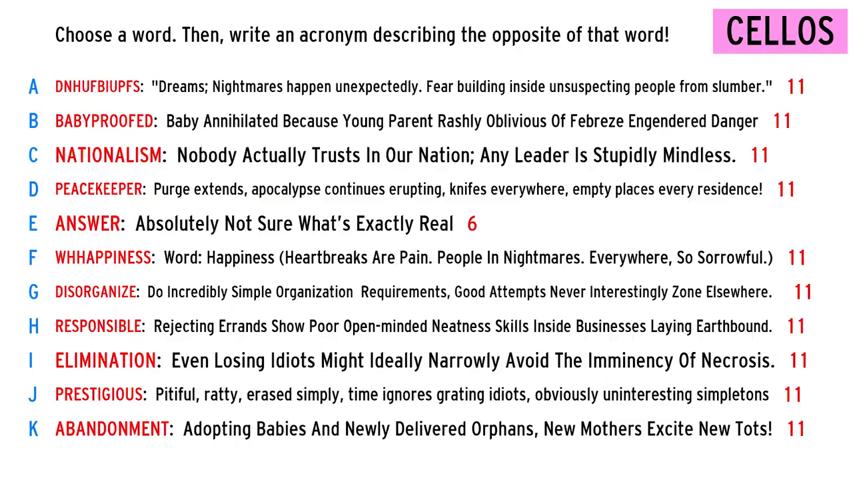 Choose a word. Then, write an acronym describing the opposite of that word!
CELLOS
A DNHUFBIUPFS: "Dreams; Nightmares happen unexpectedly. Fear building inside unsuspecting people from slumber." 11
B BABYPROOFED: Baby Annihilated Because Young Parent Rashly Oblivious Of Febreze Engendered Danger 11
C NATIONALISM: Nobody Actually Trusts In Our Nation; Any Leader Is Stupidly Mindless. 11
D PEACEKEEPER: Purge extends, apocalypse continues erupting, knifes everywhere, empty places every residence! 11
E ANSWER: Absolutely Not Sure What's Exactly Real 6
F WHHAPPINESS: Word: Happiness (Heartbreaks Are Pain. People In Nightmares. Everywhere, So Sorrowful.) 11
G DISORGANIZE: Do Incredibly Simple Organization Requirements, Good Attempts Never Interestingly Zone Elsewhere. 11
H RESPONSIBLE: Rejecting Errands Show Poor Open-minded Neatness Skills Inside Businesses Laying Earthbound. 11
I ELIMINATION: Even Losing Idiots Might Ideally Narrowly Avoid The Imminency Of Necrosis. 11
J PRESTIGIOUS: Pitiful, ratty, erased simply, time ignores grating idiots, obviously uninteresting simpletons 11
K ABANDONMENT: Adopting Babies And Newly Delivered Orphans, New Mothers Excite New Tots! 11